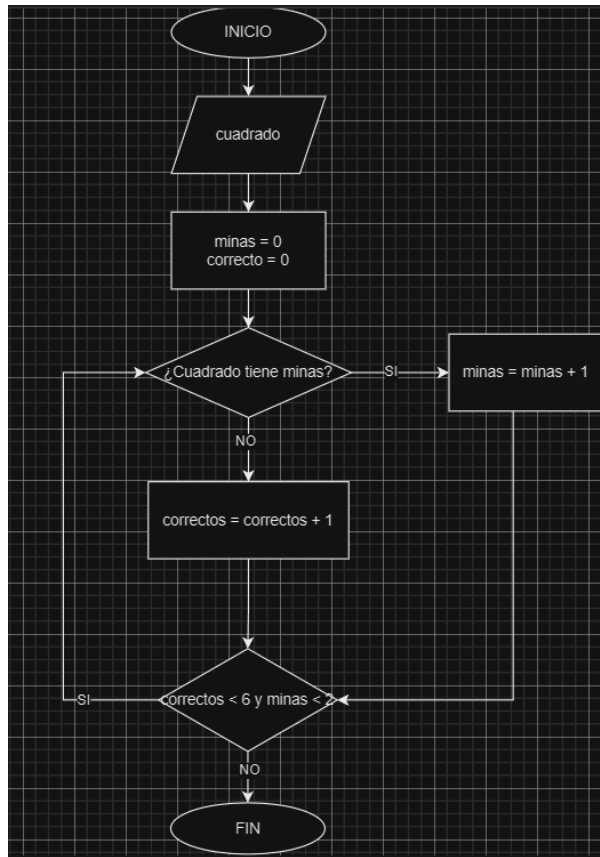 INICIO
cuadrado
minas = 0
correcto = 0
¿Cuadrado tiene minas?
SI
minas = minas + 1
NO
correctos = correctos + 1
correctos < 6 y minas < 2
SI
NO
FIN